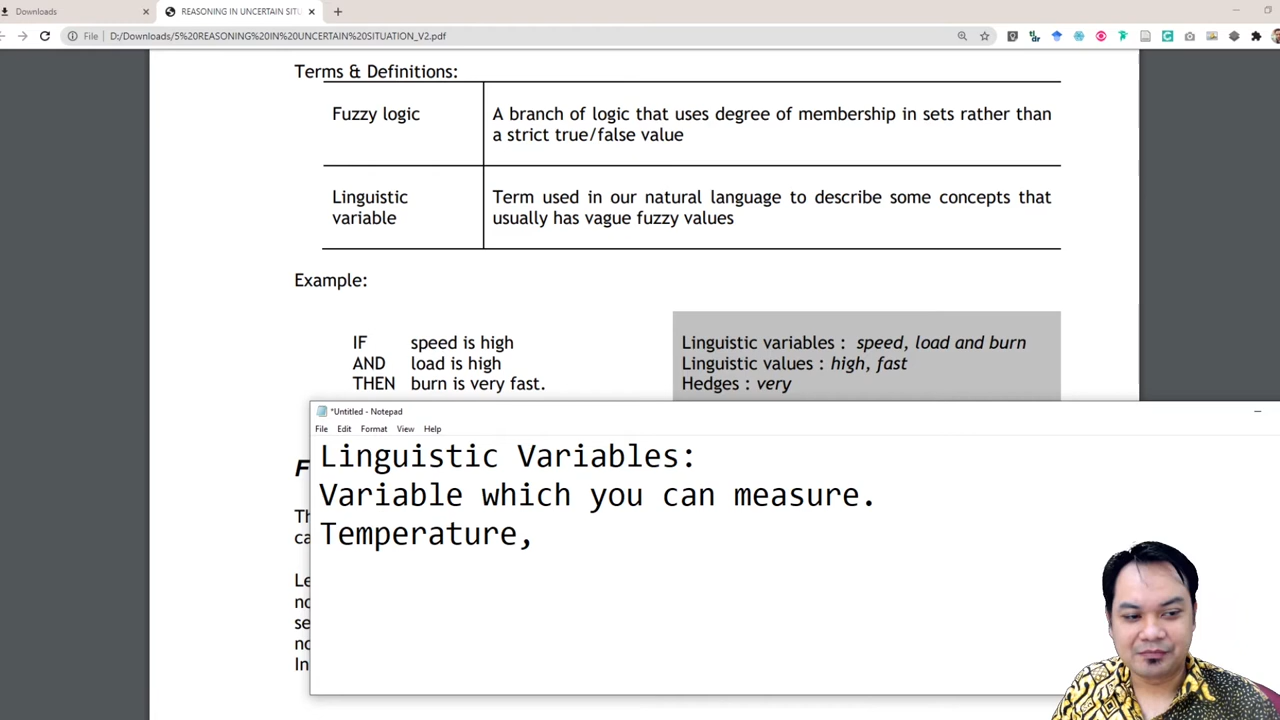 Downloads
REASONING IN UNCERTAIN SITU
File
D:/Downloads/5%20REASONING%20IN%20UNCERTAIN%20SITUATION_V2.pdf
Terms & Definitions:
Fuzzy logic
A branch of logic that uses degree of membership in sets rather than
a strict true/false value
Linguistic
variable
Term used in our natural language to describe some concepts that
usually has vague fuzzy values
Example:
IF speed is high
AND load is high
THEN burn is very fast.
Linguistic variables : speed, load and burn
Linguistic values : high, fast
Hedges : very
*Untitled - Notepad
File Edit Format View Help
Linguistic Variables:
Variable which you can measure.
Temperature,